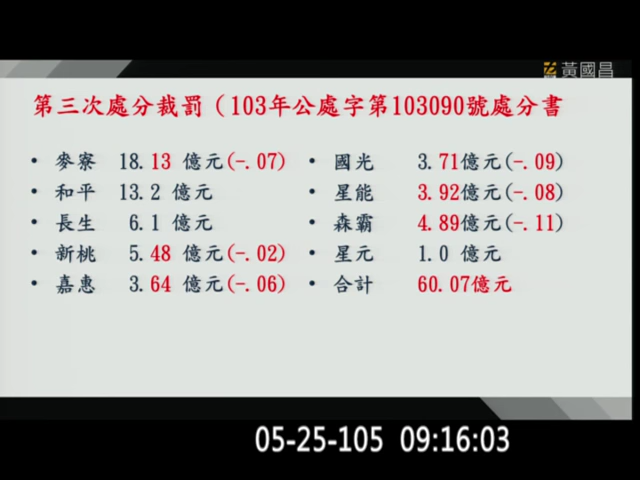 黃國昌
第三次處分裁罰（103年公處字第103090號處分書
• 麥寮 18.13 億元(-.07)
• 和平 13.2 億元
• 長生 6.1 億元
• 新桃 5.48 億元(-.02)
• 嘉惠 3.64 億元(-.06)
• 國光 3.71億元(-.09)
• 星能 3.92億元(-.08)
• 森霸 4.89億元(-.11)
• 星元 1.0 億元
• 合計 60.07億元
05-25-105 09:16:03